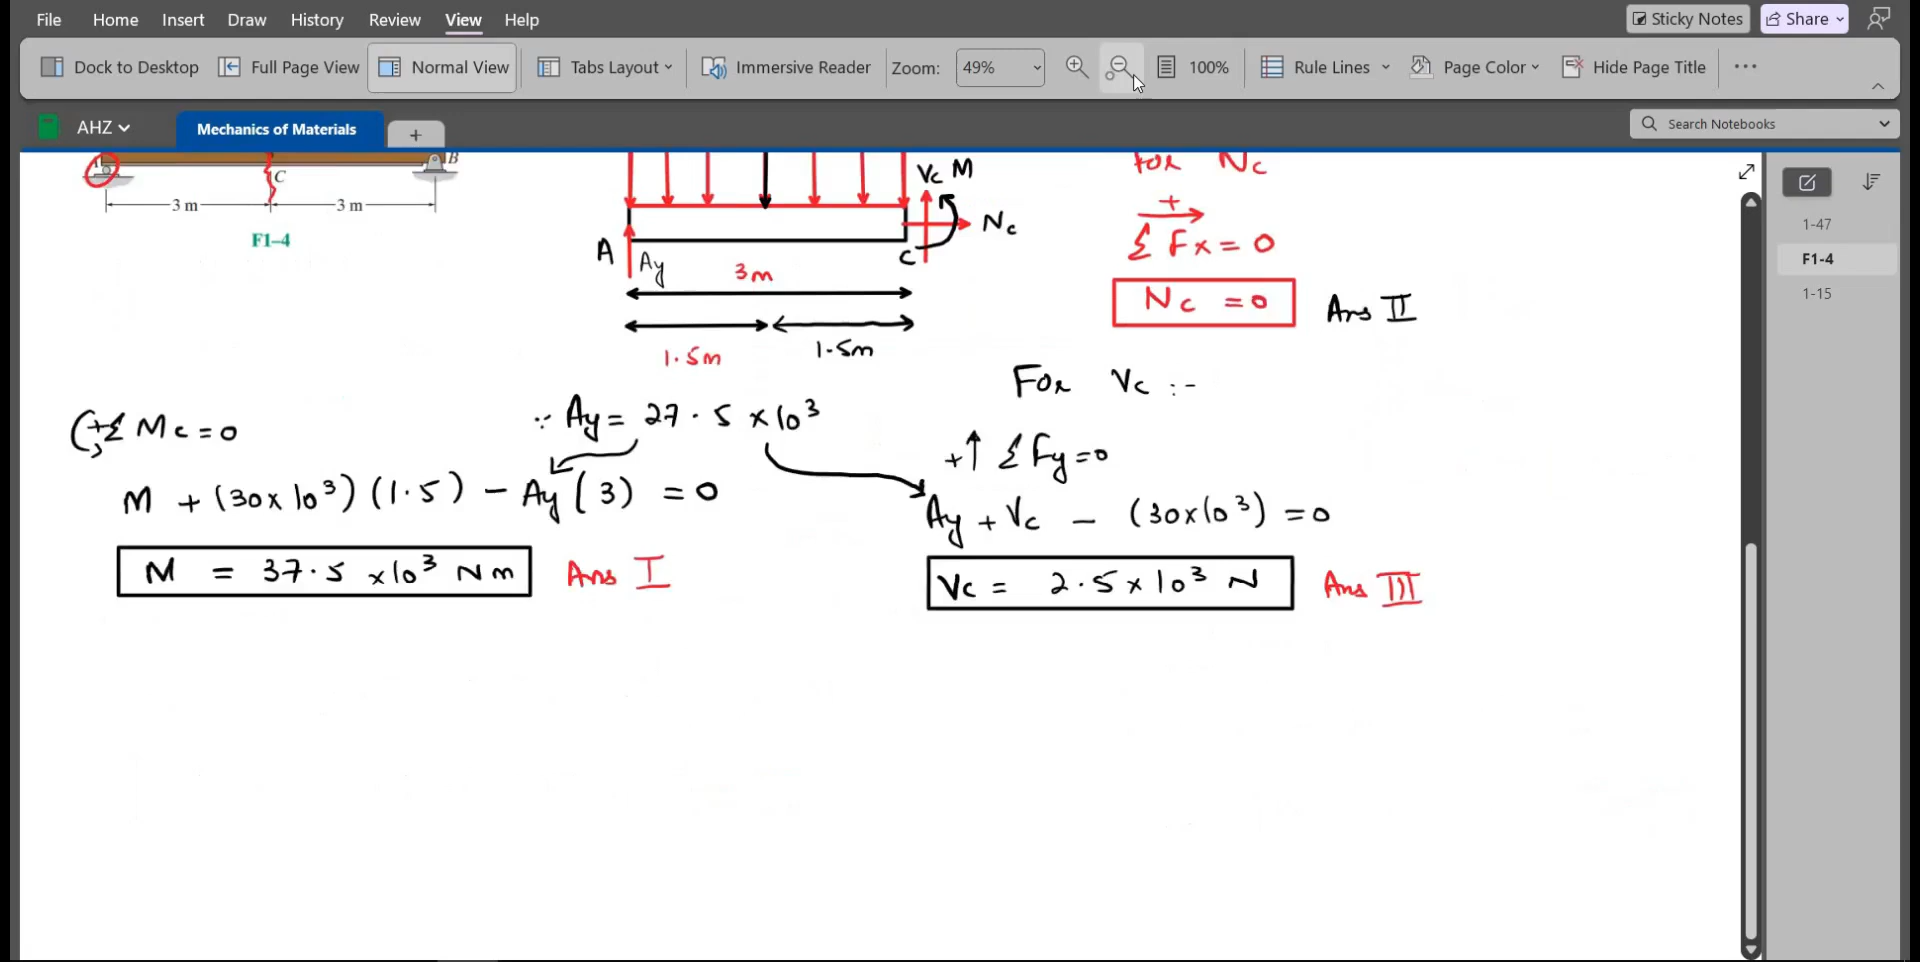 File Home Insert Draw History Review View Help Sticky Notes Share
Dock to Desktop Full Page View Normal View Tabs Layout Immersive Reader Zoom: 49% 100% Rule Lines Page Color Hide Page Title ...
AHZ Mechanics of Materials + Search Notebooks
1-47
F1-4
1-15
B
C
3 m 3 m
F1–4
Vc M
Nc
A Ay C
3m
1.5m 1.5m
For Nc
+
Σ Fx = 0
Nc = 0 Ans II
(+ Σ Mc = 0
∵ Ay = 27.5 x10³
M + (30x10³)(1.5) - Ay(3) = 0
M = 37.5 x10³ Nm Ans I
For Vc :-
+↑ Σ Fy = 0
Ay + Vc - (30x10³) = 0
Vc = 2.5 x 10³ N Ans III